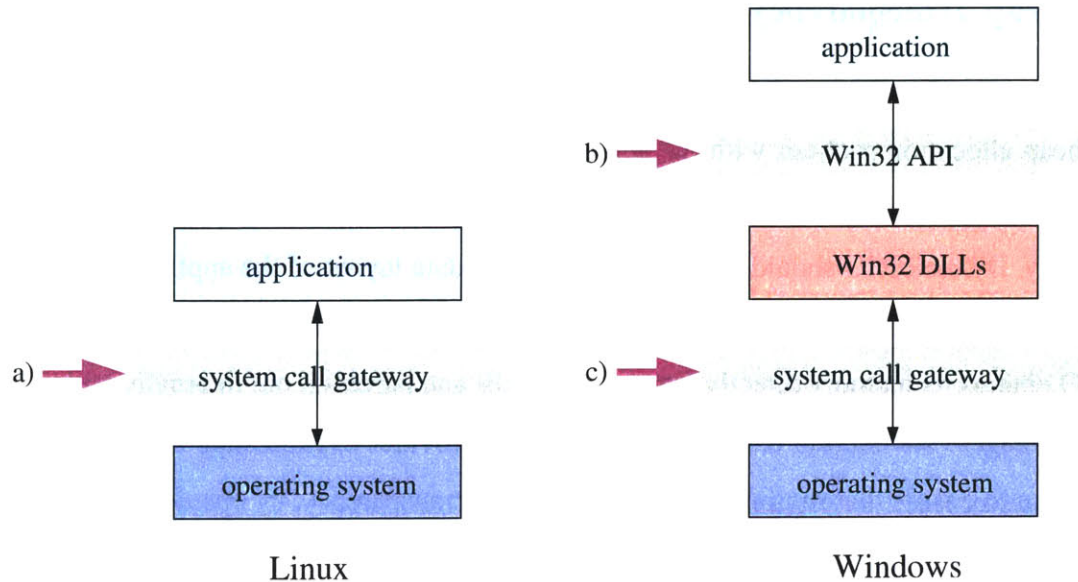 application
b)
Win32 API
application
Win32 DLLs
a)
system call gateway
c)
system call gateway
operating system
operating system
Linux
Windows